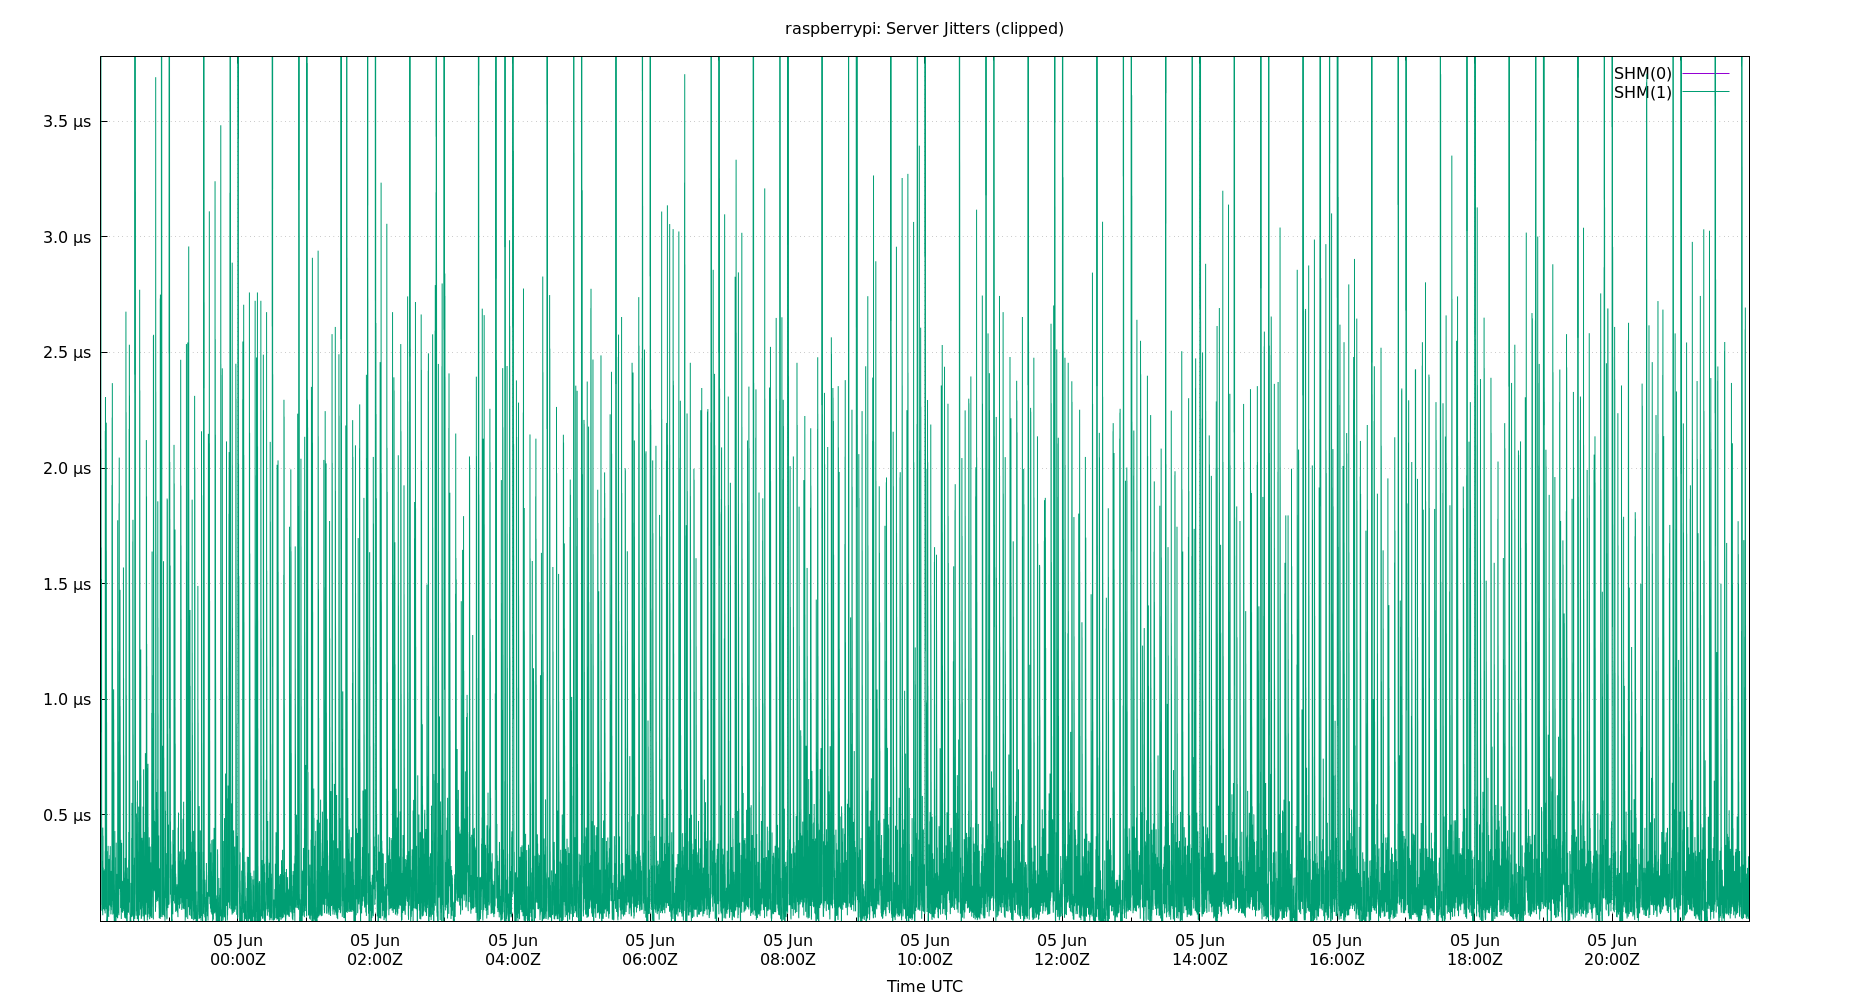 raspberrypi: Server Jitters (clipped)
SHM(0)
SHM(1)
3.5 µs
3.0 µs
2.5 µs
2.0 µs
1.5 µs
1.0 µs
0.5 µs
05 Jun 05 Jun 05 Jun 05 Jun 05 Jun 05 Jun 05 Jun 05 Jun 05 Jun 05 Jun 05 Jun
00:00Z 02:00Z 04:00Z 06:00Z 08:00Z 10:00Z 12:00Z 14:00Z 16:00Z 18:00Z 20:00Z
Time UTC